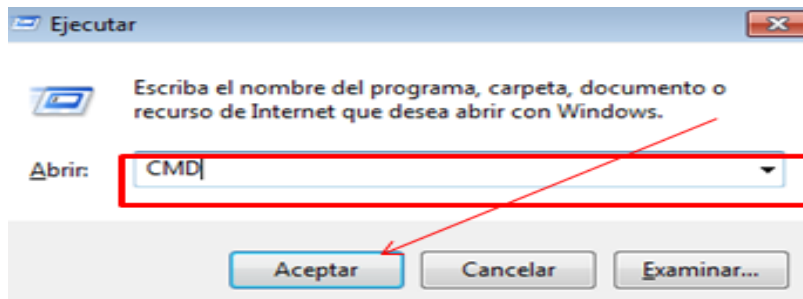 Ejecutar
Escriba el nombre del programa, carpeta, documento o
recurso de Internet que desea abrir con Windows.
Abrir: CMD
Aceptar Cancelar Examinar...